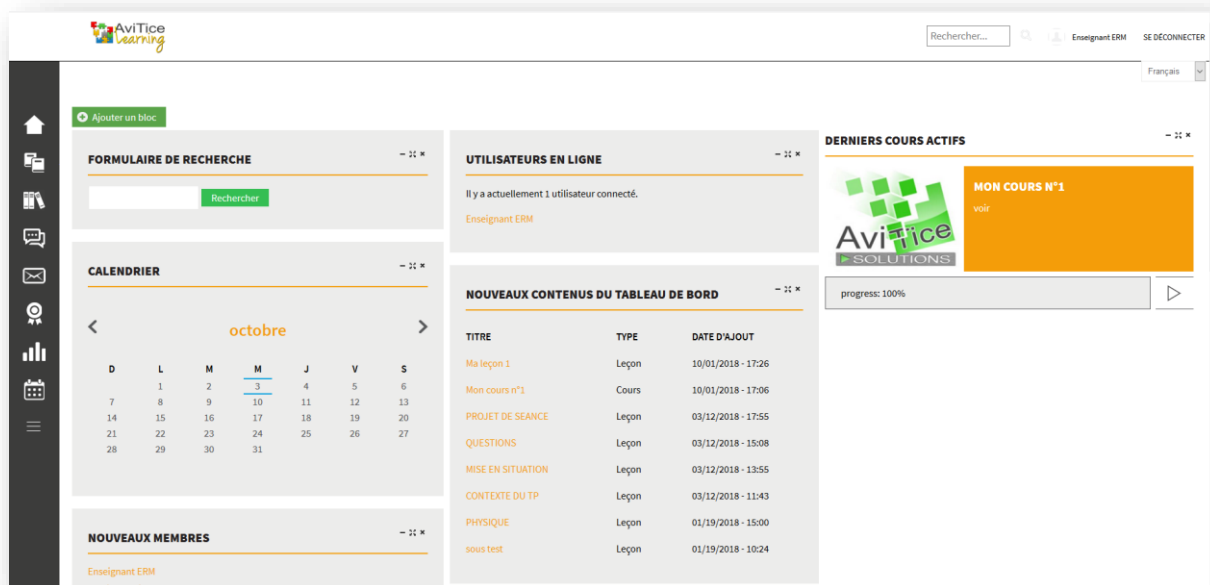 AviTice
Learning
Rechercher...
Enseignant ERM
SE DÉCONNECTER
Français
Ajouter un bloc
FORMULAIRE DE RECHERCHE
Rechercher
CALENDRIER
octobre
D L M M J V S
1 2 3 4 5 6
7 8 9 10 11 12 13
14 15 16 17 18 19 20
21 22 23 24 25 26 27
28 29 30 31
NOUVEAUX MEMBRES
Enseignant ERM
UTILISATEURS EN LIGNE
Il y a actuellement 1 utilisateur connecté.
Enseignant ERM
NOUVEAUX CONTENUS DU TABLEAU DE BORD
TITRE TYPE DATE D'AJOUT
Ma leçon 1 Leçon 10/01/2018 - 17:26
Mon cours n°1 Cours 10/01/2018 - 17:06
PROJET DE SEANCE Leçon 03/12/2018 - 17:55
QUESTIONS Leçon 03/12/2018 - 15:08
MISE EN SITUATION Leçon 03/12/2018 - 13:55
CONTEXTE DU TP Leçon 03/12/2018 - 11:43
PHYSIQUE Leçon 01/19/2018 - 15:00
sous test Leçon 01/19/2018 - 10:24
DERNIERS COURS ACTIFS
AviTice
SOLUTIONS
MON COURS N°1
voir
progress: 100%